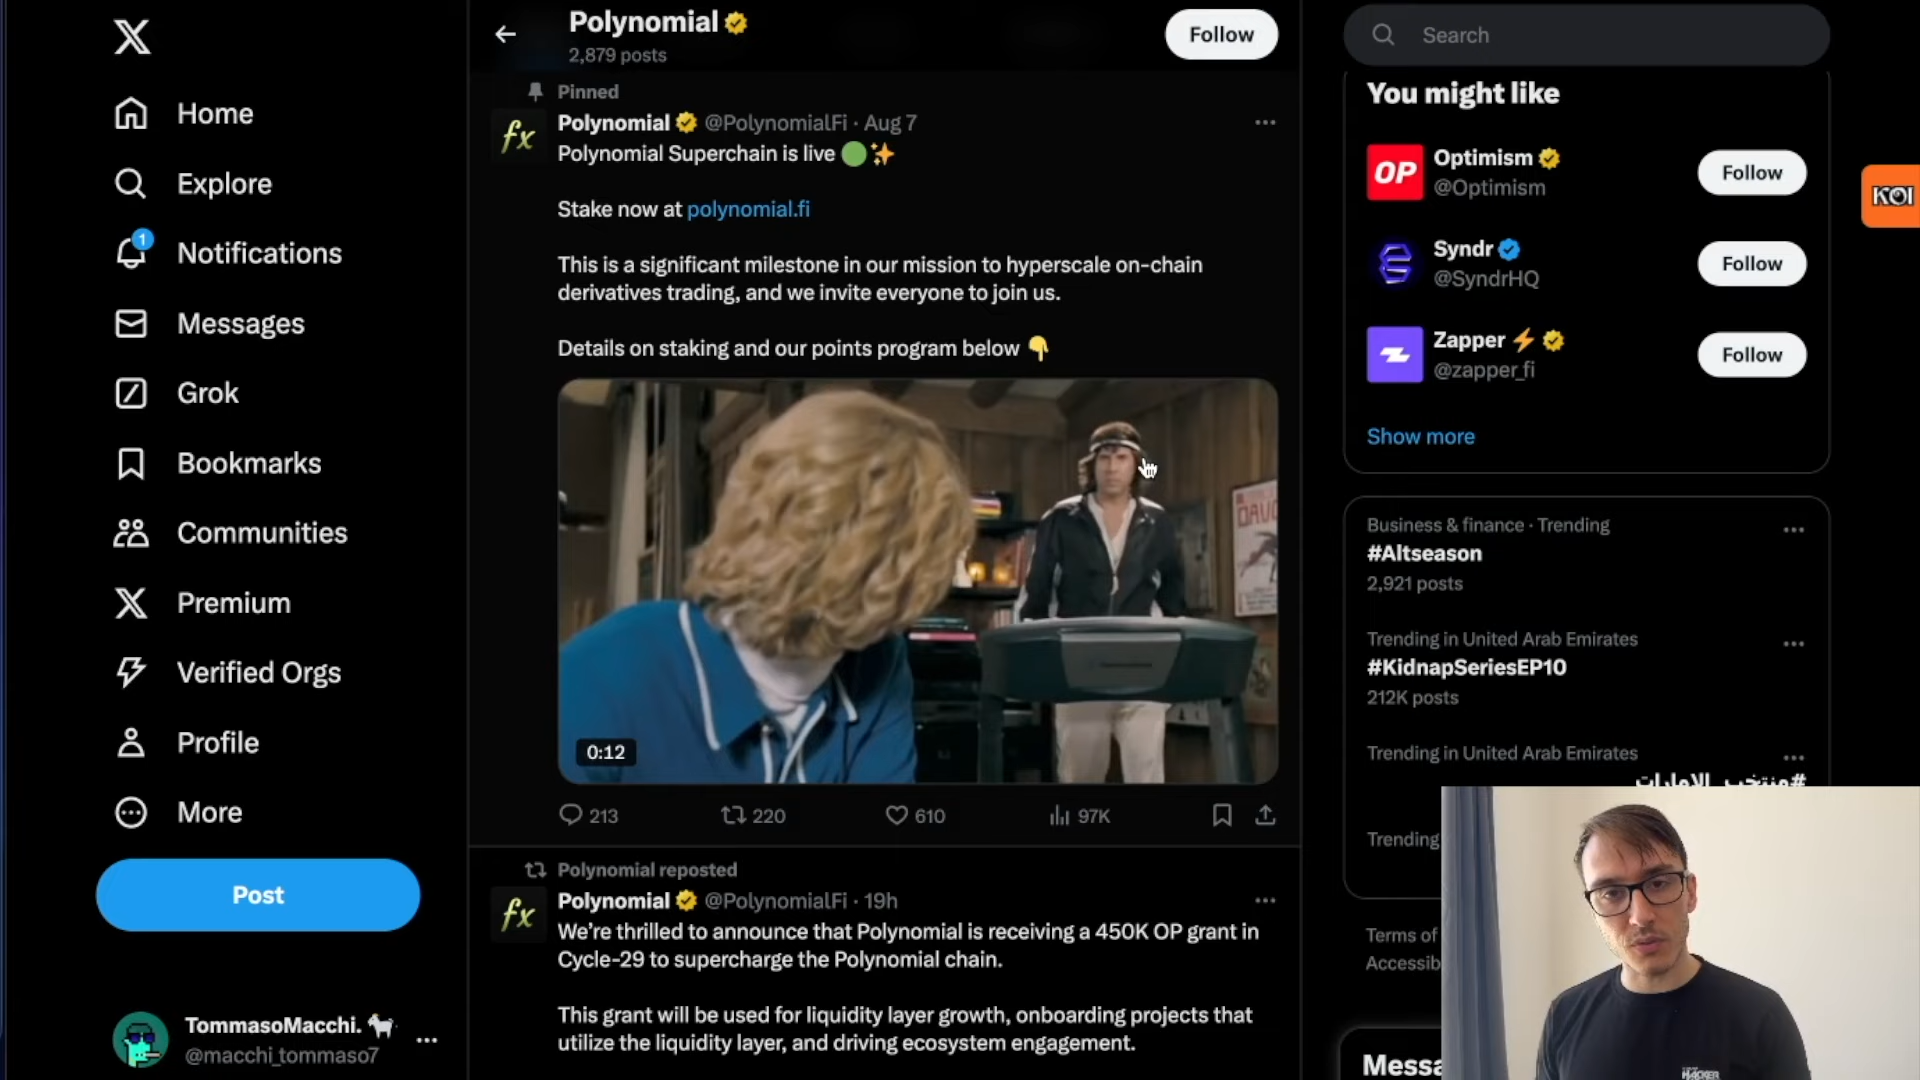 Home
Explore
1
Notifications
Messages
Grok
Bookmarks
Communities
Premium
Verified Orgs
Profile
More
Post
TommasoMacchi.
@macchi_tommaso7
Polynomial
2,879 posts
Follow
Pinned
fx
Polynomial @PolynomialFi · Aug 7
Polynomial Superchain is live
Stake now at polynomial.fi
This is a significant milestone in our mission to hyperscale on-chain
derivatives trading, and we invite everyone to join us.
Details on staking and our points program below
0:12
213 220 610 97K
Polynomial reposted
fx
Polynomial @PolynomialFi · 19h
We're thrilled to announce that Polynomial is receiving a 450K OP grant in
Cycle-29 to supercharge the Polynomial chain.
This grant will be used for liquidity layer growth, onboarding projects that
utilize the liquidity layer, and driving ecosystem engagement.
Search
You might like
OP
Optimism
@Optimism
Follow
Syndr
@SyndrHQ
Follow
Zapper
@zapper_fi
Follow
Show more
KOI
Business & finance · Trending
#Altseason
2,921 posts
Trending in United Arab Emirates
#KidnapSeriesEP10
212K posts
Trending in United Arab Emirates
#منتخب_الامارات
Trending
Terms of